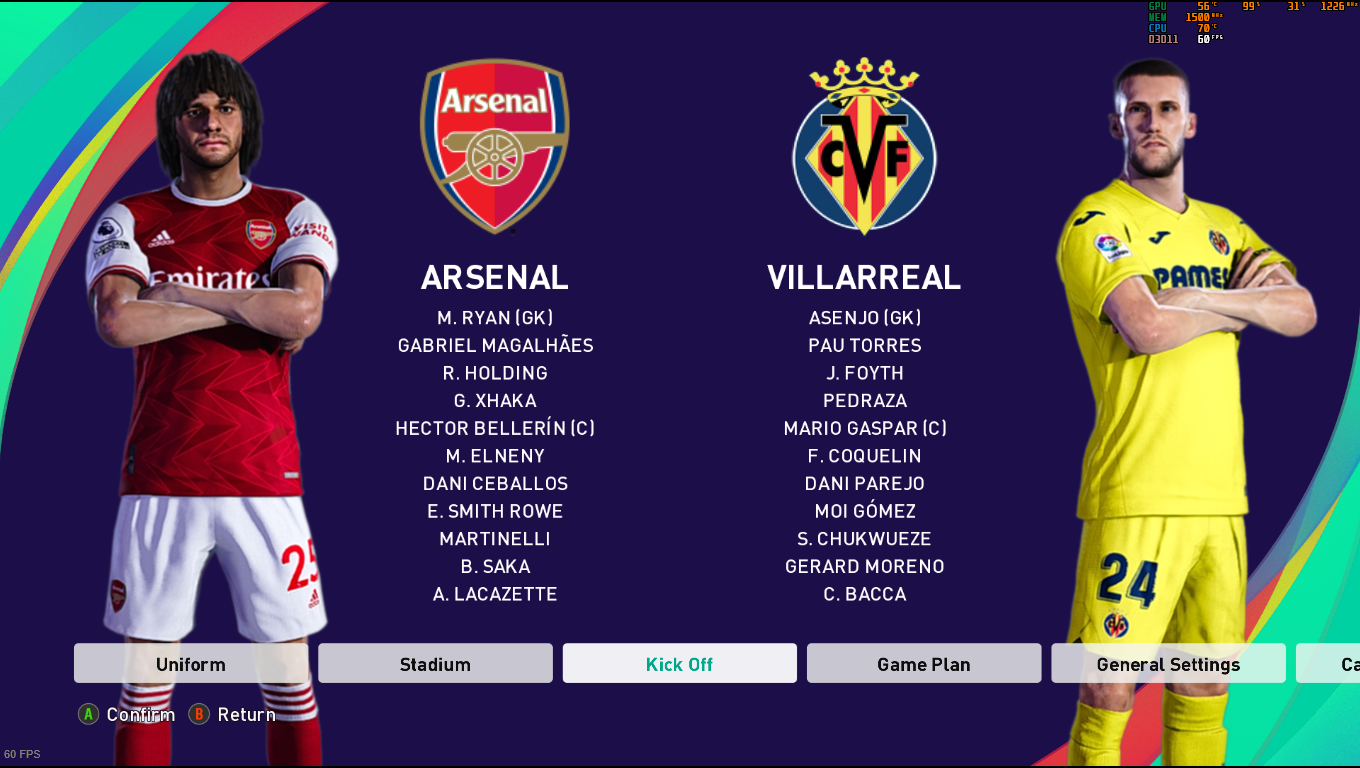 GPU 56°C 99% 31% 1226MHz
MEM 1500MHz
CPU 70°C
D3D11 60FPS
Arsenal
CVF
ARSENAL
VILLARREAL
M. RYAN (GK)
ASENJO (GK)
GABRIEL MAGALHÃES
PAU TORRES
R. HOLDING
J. FOYTH
G. XHAKA
PEDRAZA
HECTOR BELLERÍN (C)
MARIO GASPAR (C)
M. ELNENY
F. COQUELIN
DANI CEBALLOS
DANI PAREJO
E. SMITH ROWE
MOI GÓMEZ
MARTINELLI
S. CHUKWUEZE
B. SAKA
GERARD MORENO
A. LACAZETTE
C. BACCA
adidas
Arsenal
VISIT
Emirates
PAME
25
24
Uniform
Stadium
Kick Off
Game Plan
General Settings
Ca
A Confirm B Return
60 FPS